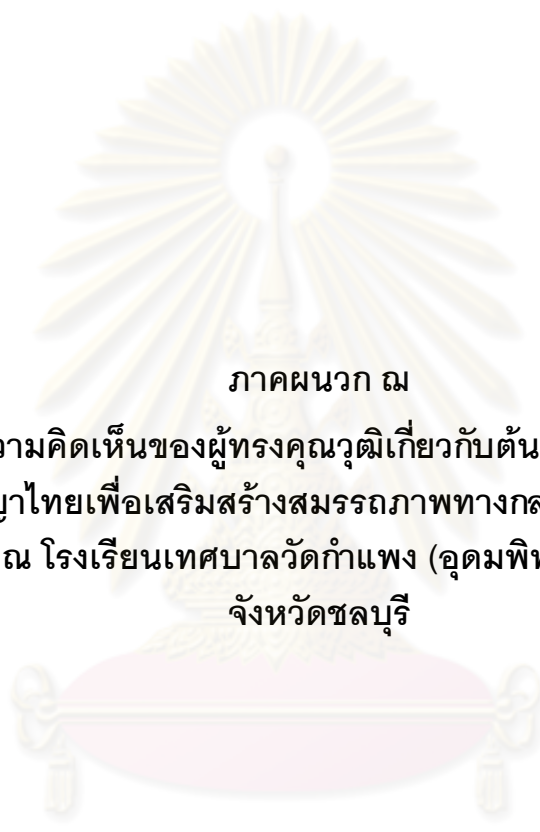 ภาคผนวก ฌ
ความคิดเห็นของผู้ทรงคุณวุฒิเกี่ยวกับต้น
ญาไทยเพื่อเสริมสร้างสมรรถภาพทางกล
ณ โรงเรียนเทศบาลวัดกำแพง (อุดมพิท
จังหวัดชลบุรี